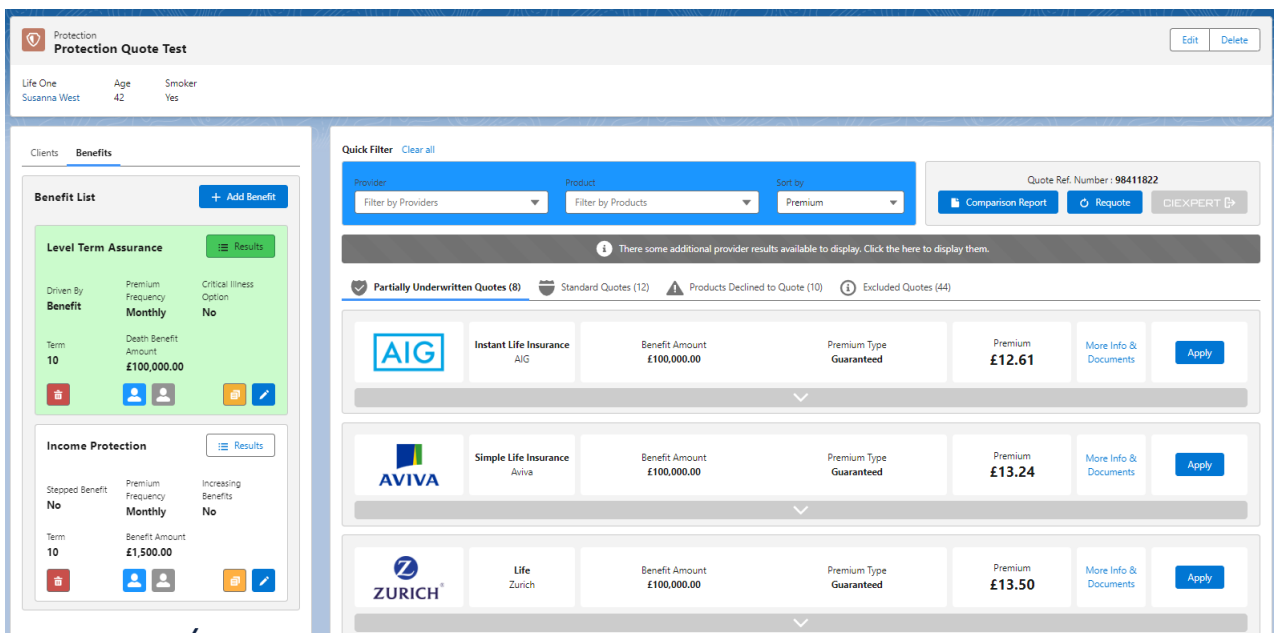 Protection
Protection Quote Test
Edit Delete
Life One Age Smoker
Susanna West 42 Yes
Clients Benefits
Benefit List + Add Benefit
Level Term Assurance Results
Driven By Premium Frequency Critical Illness Option
Benefit Monthly No
Term Death Benefit Amount
10 £100,000.00
Income Protection Results
Stepped Benefit Premium Frequency Increasing Benefits
No Monthly No
Term Benefit Amount
10 £1,500.00
Quick Filter Clear all
Provider Product Sort by
Filter by Providers Filter by Products Premium
Quote Ref. Number : 98411822
Comparison Report Requote CIEXPERT
There some additional provider results available to display. Click the here to display them.
Partially Underwritten Quotes (8) Standard Quotes (12) Products Declined to Quote (10) Excluded Quotes (44)
AIG
Instant Life Insurance Benefit Amount Premium Type Premium More Info & Documents Apply
AIG £100,000.00 Guaranteed £12.61
AVIVA
Simple Life Insurance Benefit Amount Premium Type Premium More Info & Documents Apply
Aviva £100,000.00 Guaranteed £13.24
ZURICH
Life Benefit Amount Premium Type Premium More Info & Documents Apply
Zurich £100,000.00 Guaranteed £13.50